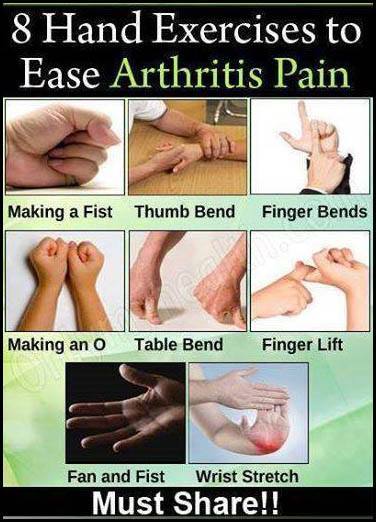 8 Hand Exercises to
Ease Arthritis Pain
Making a Fist
Thumb Bend
Finger Bends
Making an O
Table Bend
Finger Lift
Fan and Fist
Wrist Stretch
Must Share!!